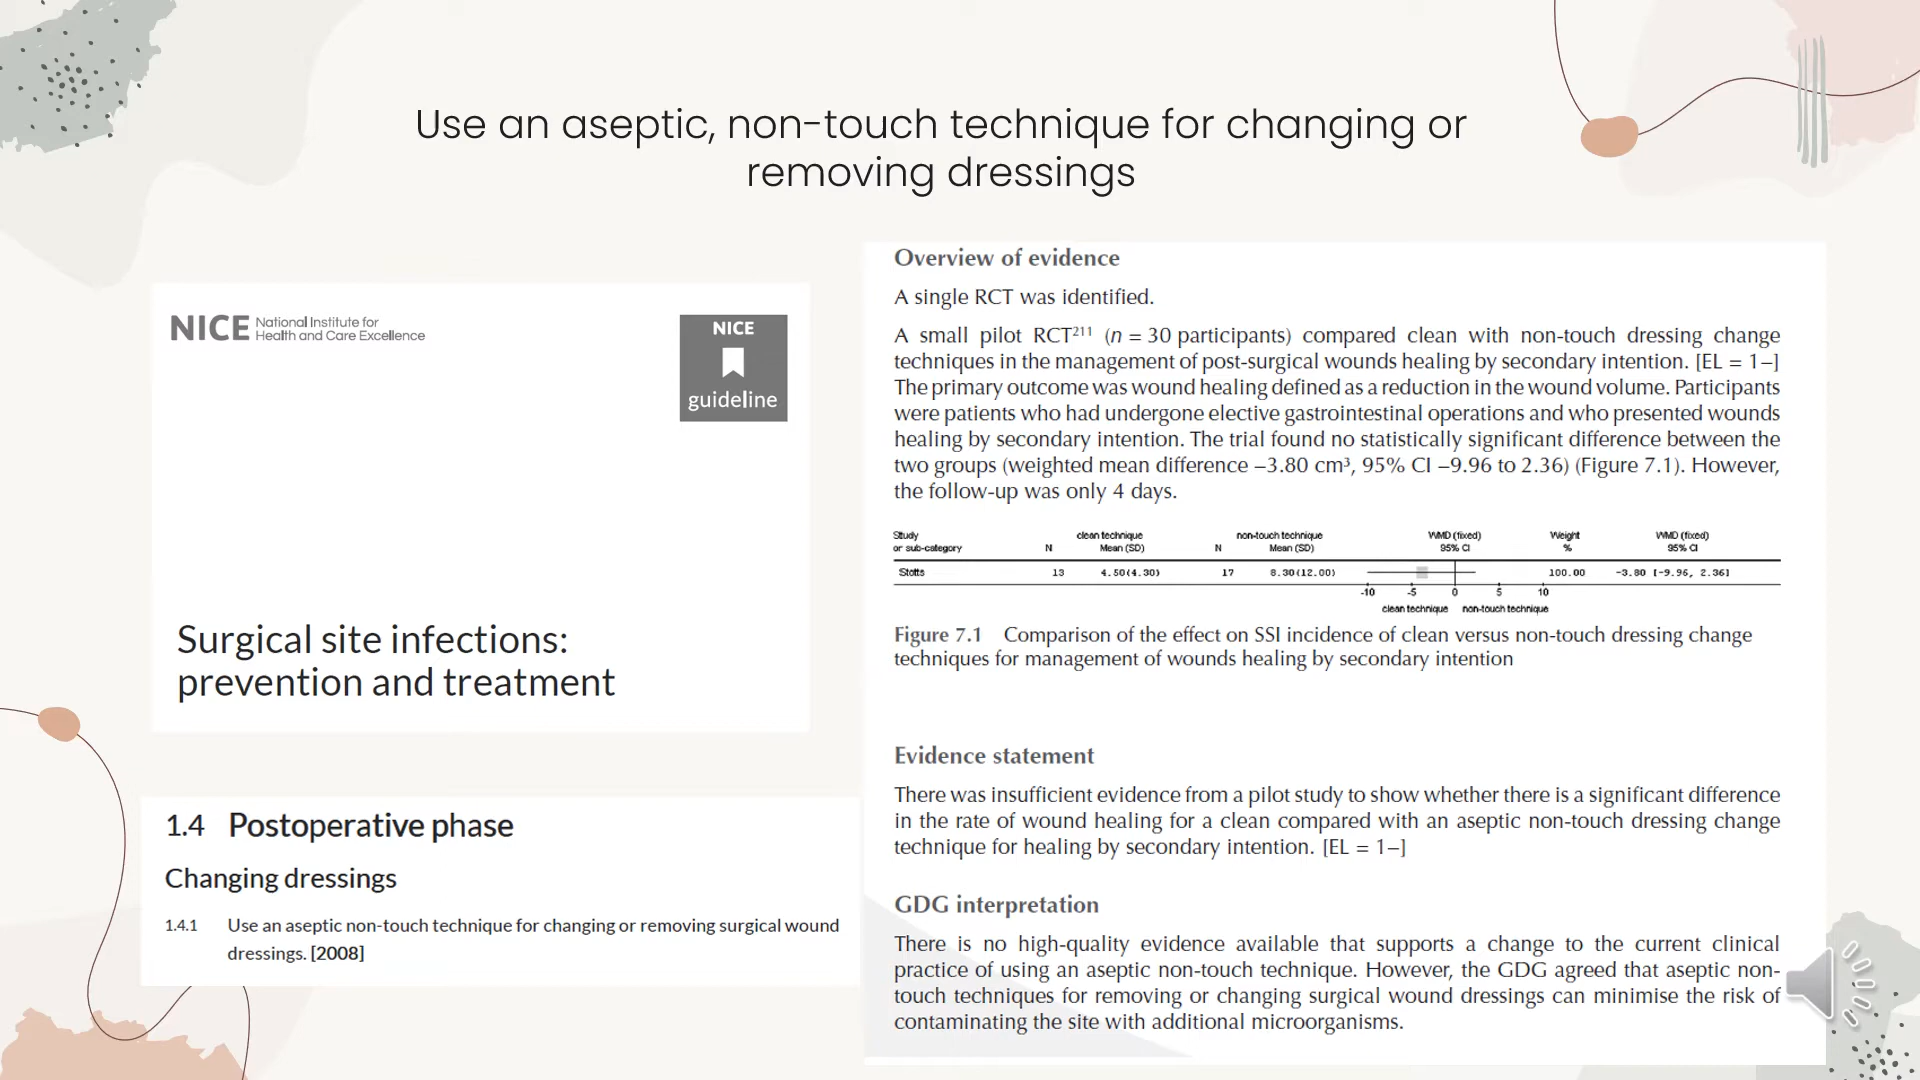 Use an aseptic, non-touch technique for changing or
removing dressings
NICE National Institute for
Health and Care Excellence
NICE
guideline
Surgical site infections:
prevention and treatment
1.4 Postoperative phase
Changing dressings
1.4.1 Use an aseptic non-touch technique for changing or removing surgical wound
dressings. [2008]
Overview of evidence
A single RCT was identified.
A small pilot RCT²¹¹ (n = 30 participants) compared clean with non-touch dressing change
techniques in the management of post-surgical wounds healing by secondary intention. [EL = 1–]
The primary outcome was wound healing defined as a reduction in the wound volume. Participants
were patients who had undergone elective gastrointestinal operations and who presented wounds
healing by secondary intention. The trial found no statistically significant difference between the
two groups (weighted mean difference –3.80 cm³, 95% CI –9.96 to 2.36) (Figure 7.1). However,
the follow-up was only 4 days.
Study clean technique non-touch technique WMD (fixed) Weight WMD (fixed)
or sub-category N Mean (SD) N Mean (SD) 95% CI % 95% CI
Stotts 13 4.50(4.30) 17 8.30(12.00) 100.00 -3.80 [-9.96, 2.36]
-10 -5 0 5 10
clean technique non-touch technique
Figure 7.1 Comparison of the effect on SSI incidence of clean versus non-touch dressing change
techniques for management of wounds healing by secondary intention
Evidence statement
There was insufficient evidence from a pilot study to show whether there is a significant difference
in the rate of wound healing for a clean compared with an aseptic non-touch dressing change
technique for healing by secondary intention. [EL = 1–]
GDG interpretation
There is no high-quality evidence available that supports a change to the current clinical
practice of using an aseptic non-touch technique. However, the GDG agreed that aseptic non-
touch techniques for removing or changing surgical wound dressings can minimise the risk of
contaminating the site with additional microorganisms.